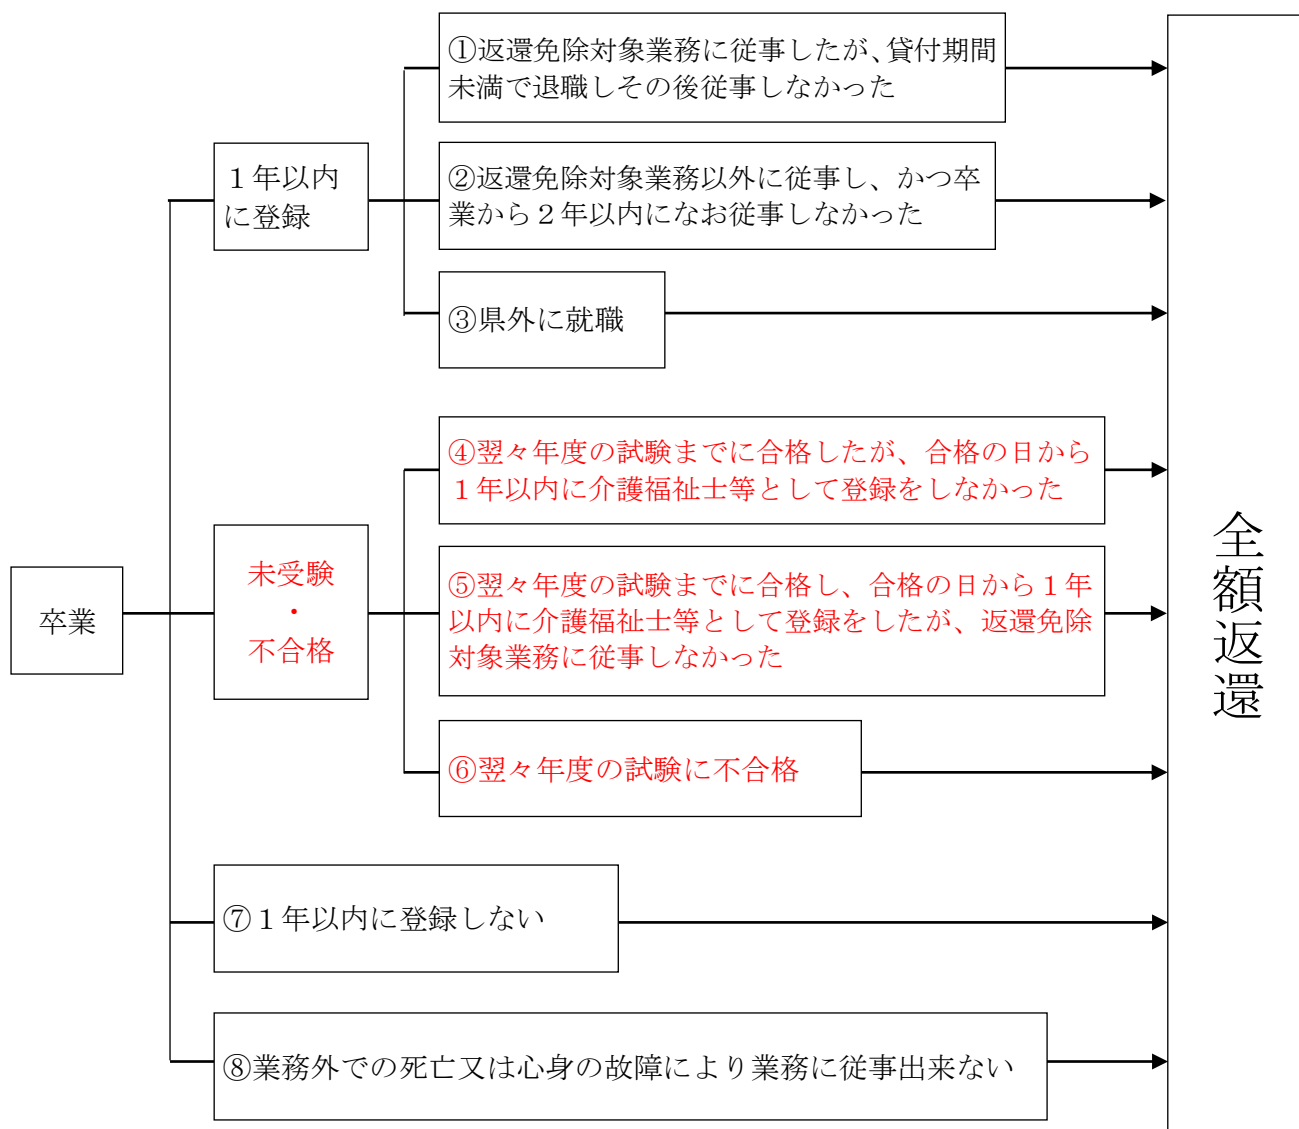 ①返還免除対象業務に従事したが、貸付期間
未満で退職しその後従事しなかった
１年以内
に登録
②返還免除対象業務以外に従事し、かつ卒
業から２年以内になお従事しなかった
③県外に就職
④翌々年度の試験までに合格したが、合格の日から
１年以内に介護福祉士等として登録をしなかった
卒業
未受験
・
不合格
⑤翌々年度の試験までに合格し、合格の日から１年
以内に介護福祉士等として登録をしたが、返還免除
対象業務に従事しなかった
⑥翌々年度の試験に不合格
⑦１年以内に登録しない
⑧業務外での死亡又は心身の故障により業務に従事出来ない
全額返還